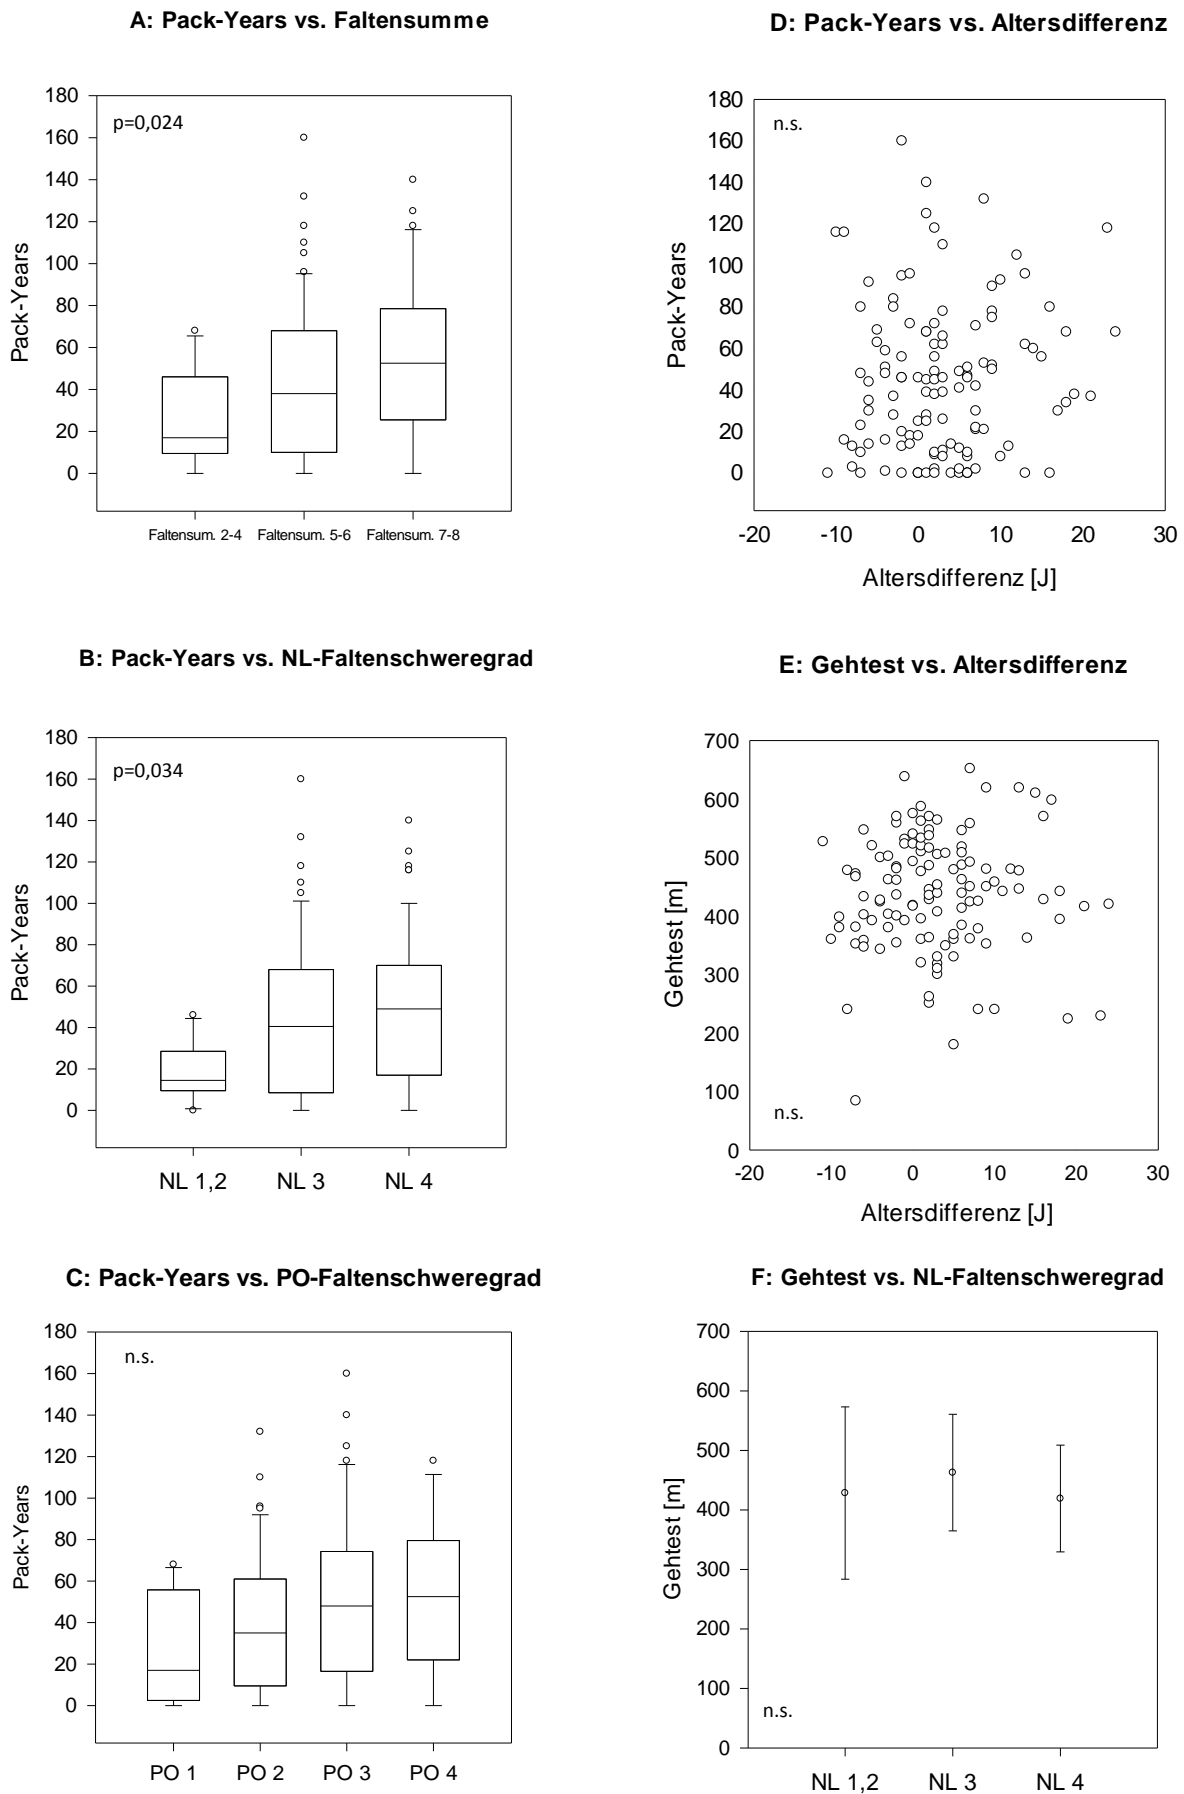 A: Pack-Years vs. Faltensumme
180
160
140
120
100
80
60
40
20
0
Pack-Years
p=0,024
Faltensum. 2-4 Faltensum. 5-6 Faltensum. 7-8
D: Pack-Years vs. Altersdifferenz
180
160
140
120
100
80
60
40
20
0
Pack-Years
n.s.
-20 -10 0 10 20 30
Altersdifferenz [J]
B: Pack-Years vs. NL-Faltenschweregrad
180
160
140
120
100
80
60
40
20
0
Pack-Years
p=0,034
NL 1,2 NL 3 NL 4
E: Gehtest vs. Altersdifferenz
700
600
500
400
300
200
100
0
Gehtest [m]
n.s.
-20 -10 0 10 20 30
Altersdifferenz [J]
C: Pack-Years vs. PO-Faltenschweregrad
180
160
140
120
100
80
60
40
20
0
Pack-Years
n.s.
PO 1 PO 2 PO 3 PO 4
F: Gehtest vs. NL-Faltenschweregrad
700
600
500
400
300
200
100
0
Gehtest [m]
n.s.
NL 1,2 NL 3 NL 4